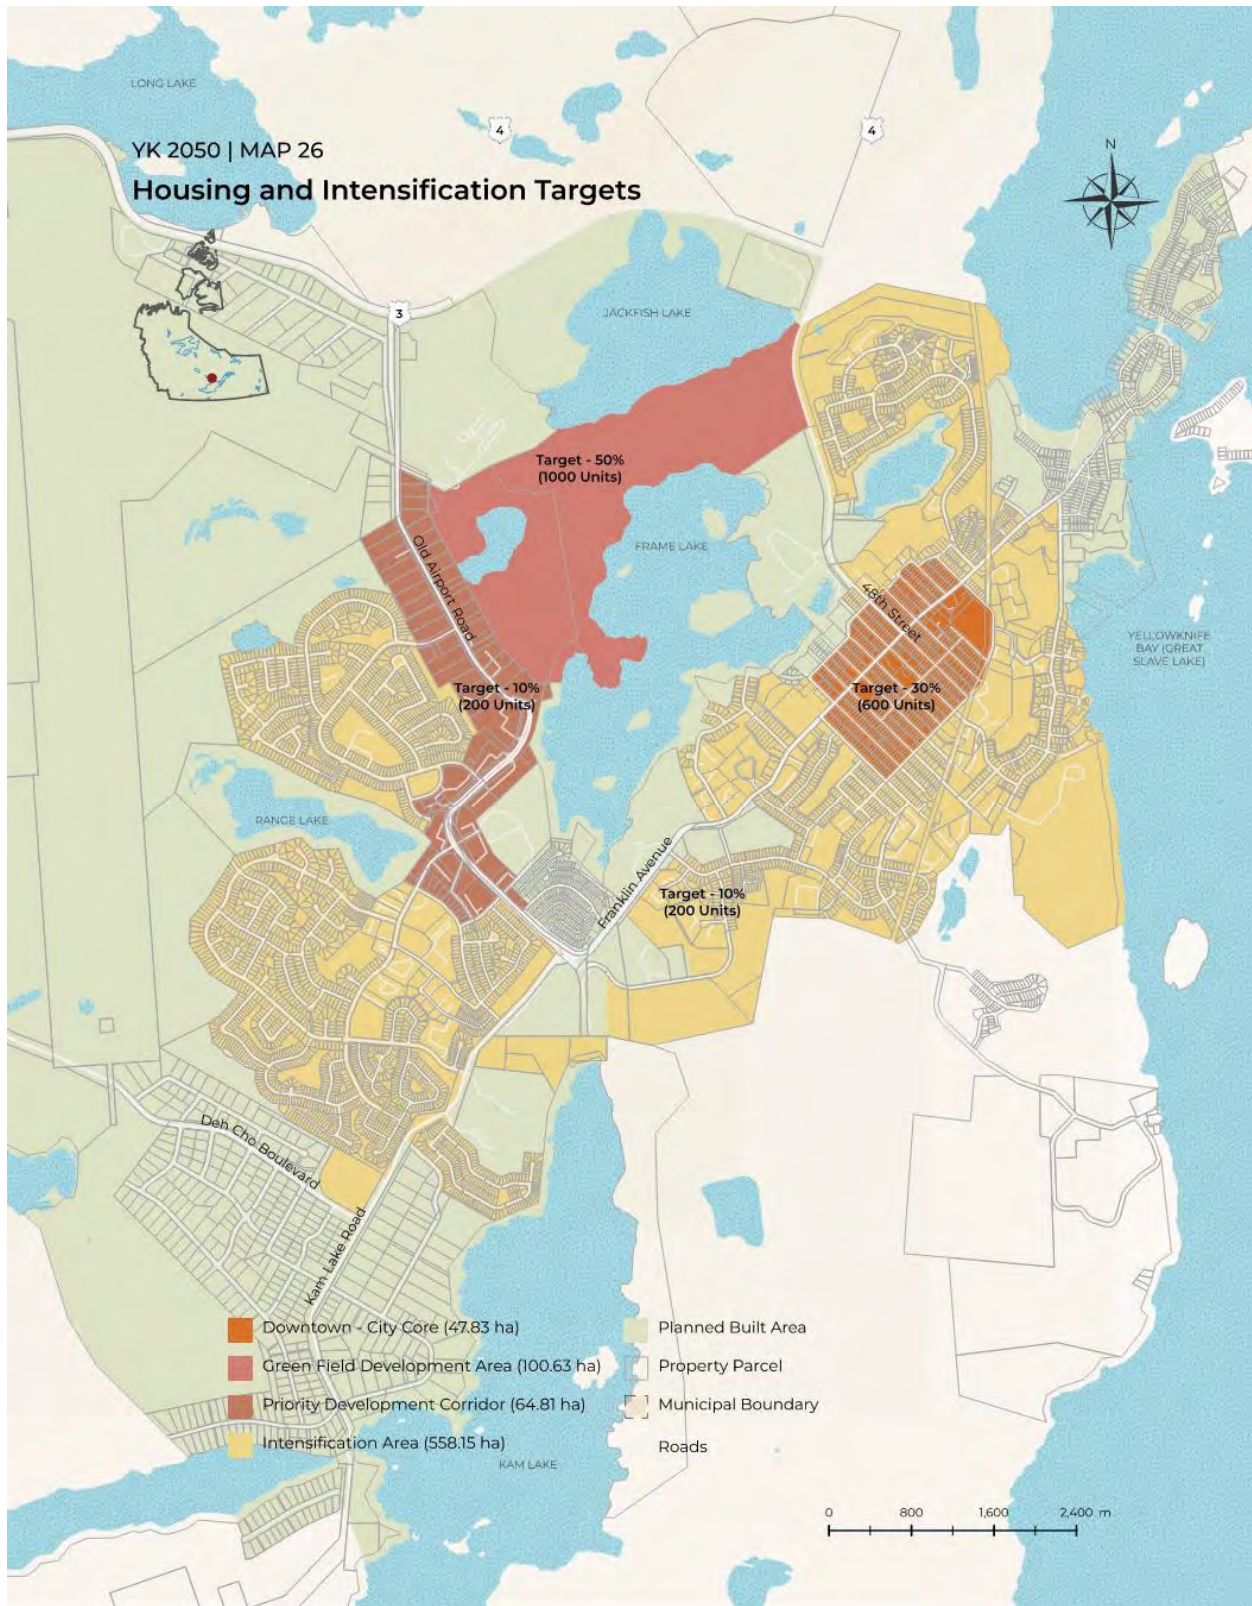 LONG LAKE
4
4
YK 2050 | MAP 26
N
Housing and Intensification Targets
3
JACKFISH LAKE
Target - 50%
(1000 Units)
Old Airport Road
FRAME LAKE
48th Street
YELLOWKNIFE
BAY (GREAT
SLAVE LAKE)
Target - 10%
(200 Units)
Target - 30%
(600 Units)
RANGE LAKE
Franklin Avenue
Target - 10%
(200 Units)
Deh Cho Boulevard
Kam Lake Road
Downtown - City Core (47.83 ha)
Green Field Development Area (100.63 ha)
Priority Development Corridor (64.81 ha)
Intensification Area (558.15 ha)
Planned Built Area
Property Parcel
Municipal Boundary
Roads
KAM LAKE
0 800 1,600 2,400 m